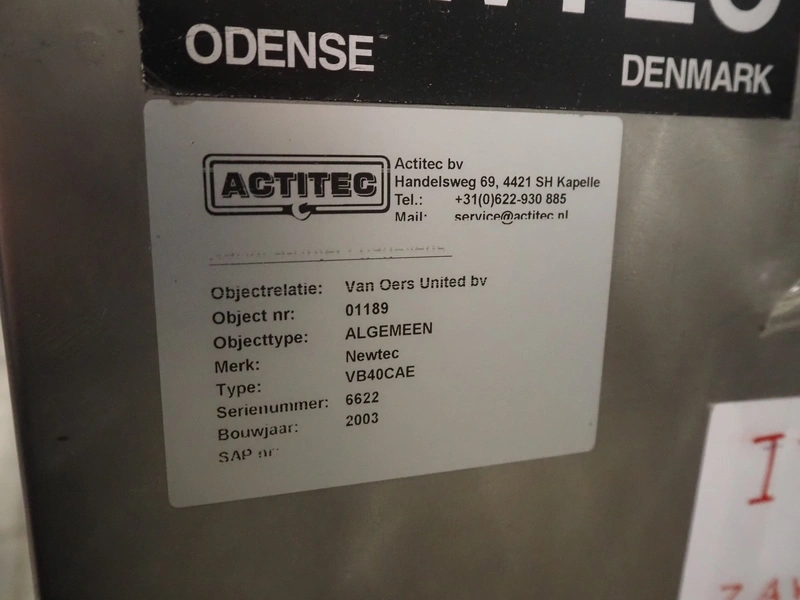 ODENSE
DENMARK
ACTITEC
Actitec bv
Handelsweg 69, 4421 SH Kapelle
Tel.: +31(0)622-930 885
Mail: service@actitec.nl
Objectrelatie: Van Oers United bv
Object nr: 01189
Objecttype: ALGEMEEN
Merk: Newtec
Type: VB40CAE
Serienummer: 6622
Bouwjaar: 2003
SAP nr: